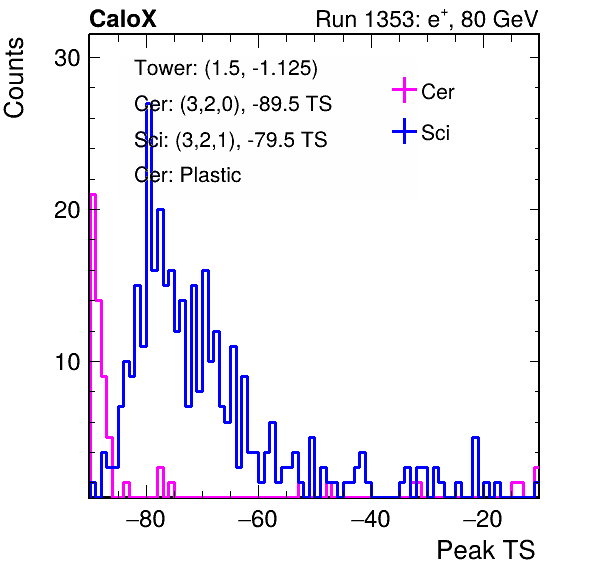 CaloX Run 1353: e⁺, 80 GeV
Counts
30
20
10
Tower: (1.5, -1.125)
Cer: (3,2,0), -89.5 TS
Sci: (3,2,1), -79.5 TS
Cer: Plastic
Cer
Sci
−80 −60 −40 −20
Peak TS